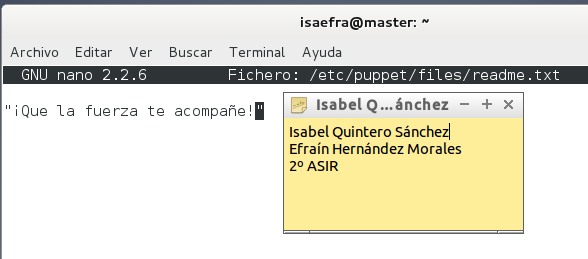 isaefra@master: ~
Archivo Editar Ver Buscar Terminal Ayuda
GNU nano 2.2.6 Fichero: /etc/puppet/files/readme.txt
"¡Que la fuerza te acompañe!"
Isabel Q...ánchez
Isabel Quintero Sánchez
Efraín Hernández Morales
2º ASIR